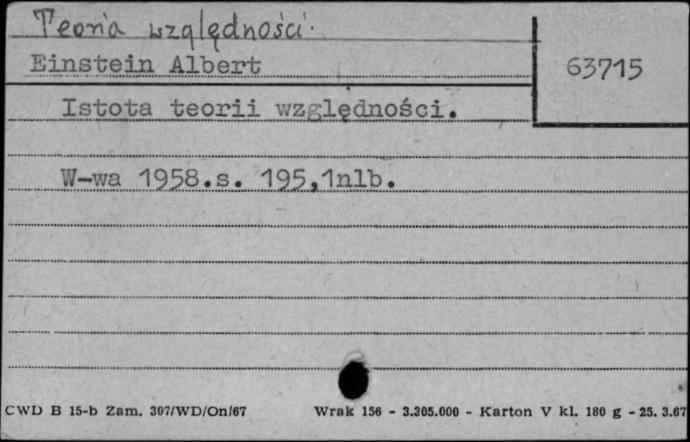 Teoria względności.
Einstein Albert
63715
Istota teorii względności.
W-wa 1958.s. 195,1nlb.
CWD B 15-b Zam. 307/WD/On/67 Wrak 156 - 3.305.000 - Karton V kl. 180 g - 25. 3.67